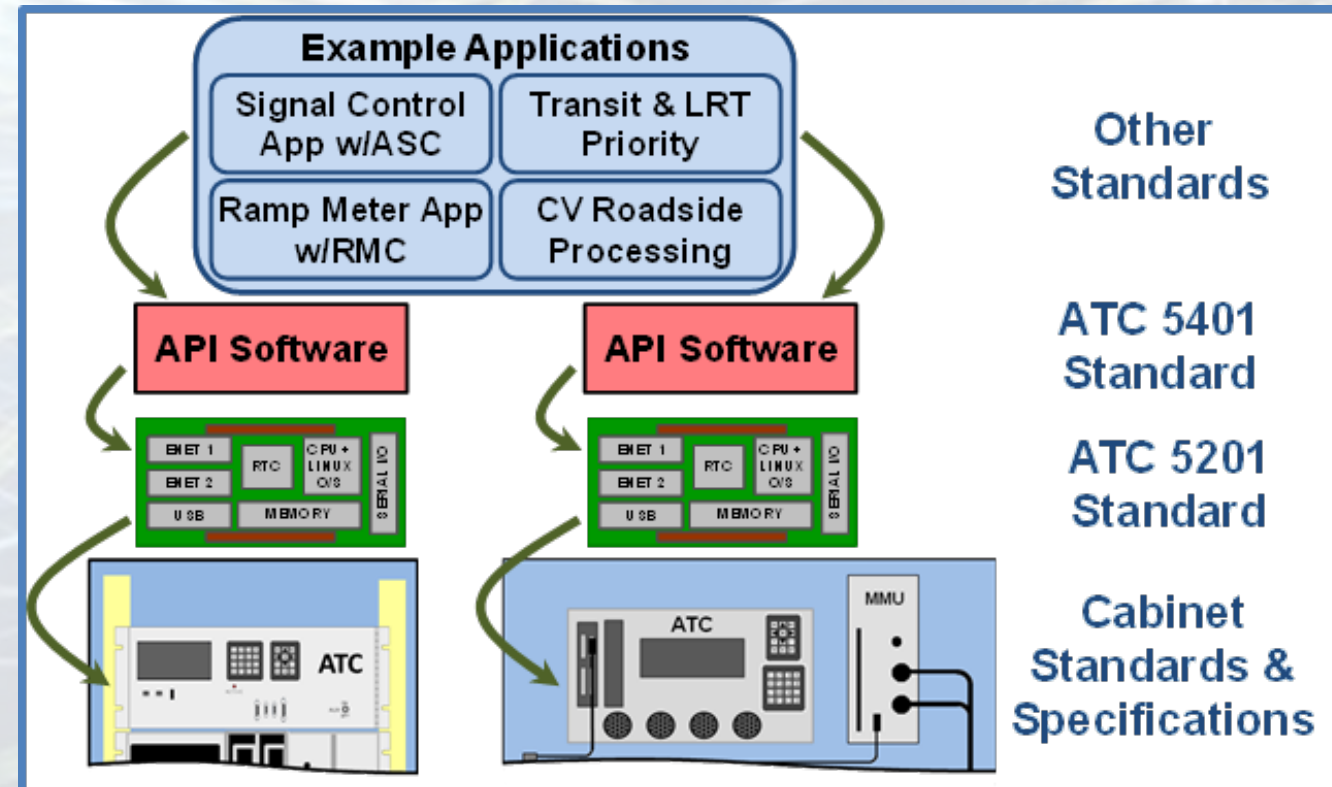 Example Applications
Signal Control
App w/ASC
Transit & LRT
Priority
Ramp Meter App
w/RMC
CV Roadside
Processing
Other
Standards
API Software
API Software
ATC 5401
Standard
ENET 1
ENET 2
USB
RTC
CPU +
LINUX
O/S
MEMORY
SERIAL I/O
ENET 1
ENET 2
USB
RTC
CPU +
LINUX
O/S
MEMORY
SERIAL I/O
ATC 5201
Standard
ATC
ATC
MMU
Cabinet
Standards &
Specifications